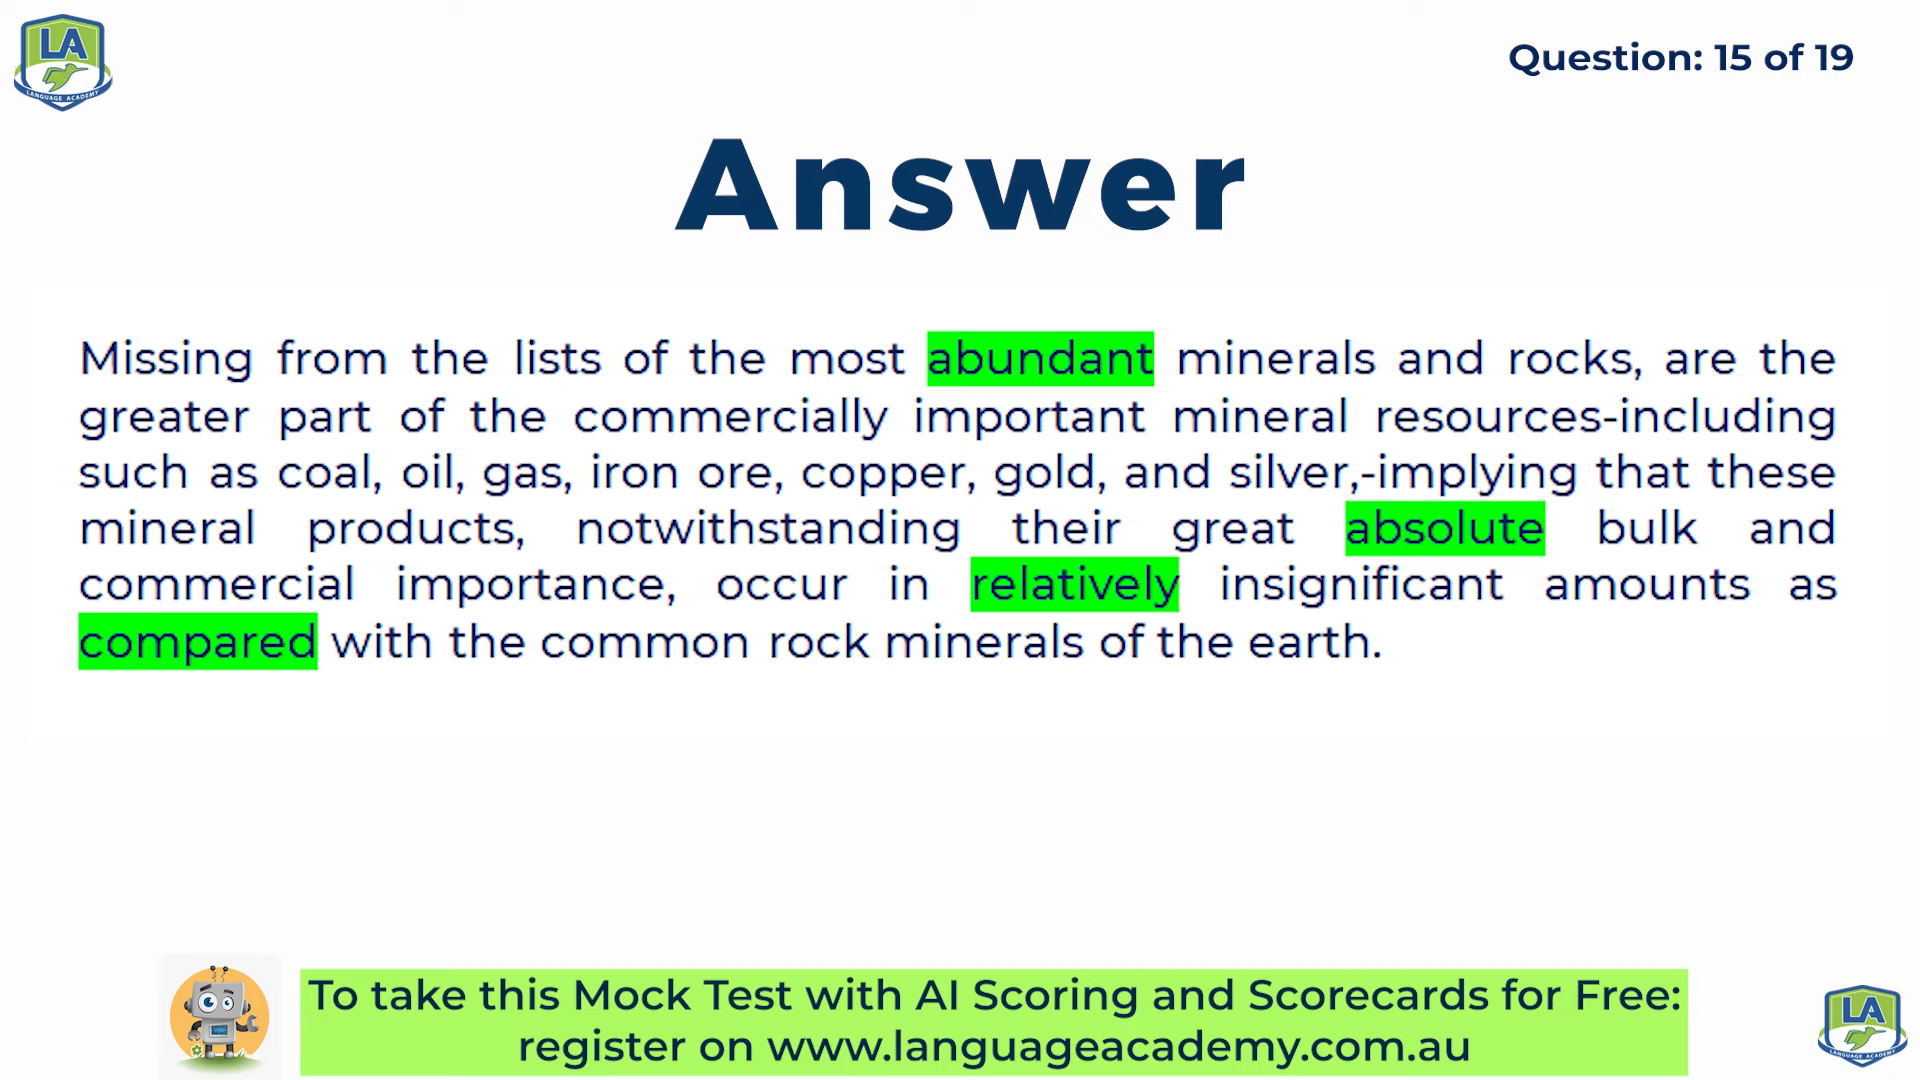 LA
LANGUAGE ACADEMY
Question: 15 of 19
Answer
Missing from the lists of the most abundant minerals and rocks, are the
greater part of the commercially important mineral resources-including
such as coal, oil, gas, iron ore, copper, gold, and silver,-implying that these
mineral products, notwithstanding their great absolute bulk and
commercial importance, occur in relatively insignificant amounts as
compared with the common rock minerals of the earth.
To take this Mock Test with AI Scoring and Scorecards for Free:
register on www.languageacademy.com.au
LA
LANGUAGE ACADEMY